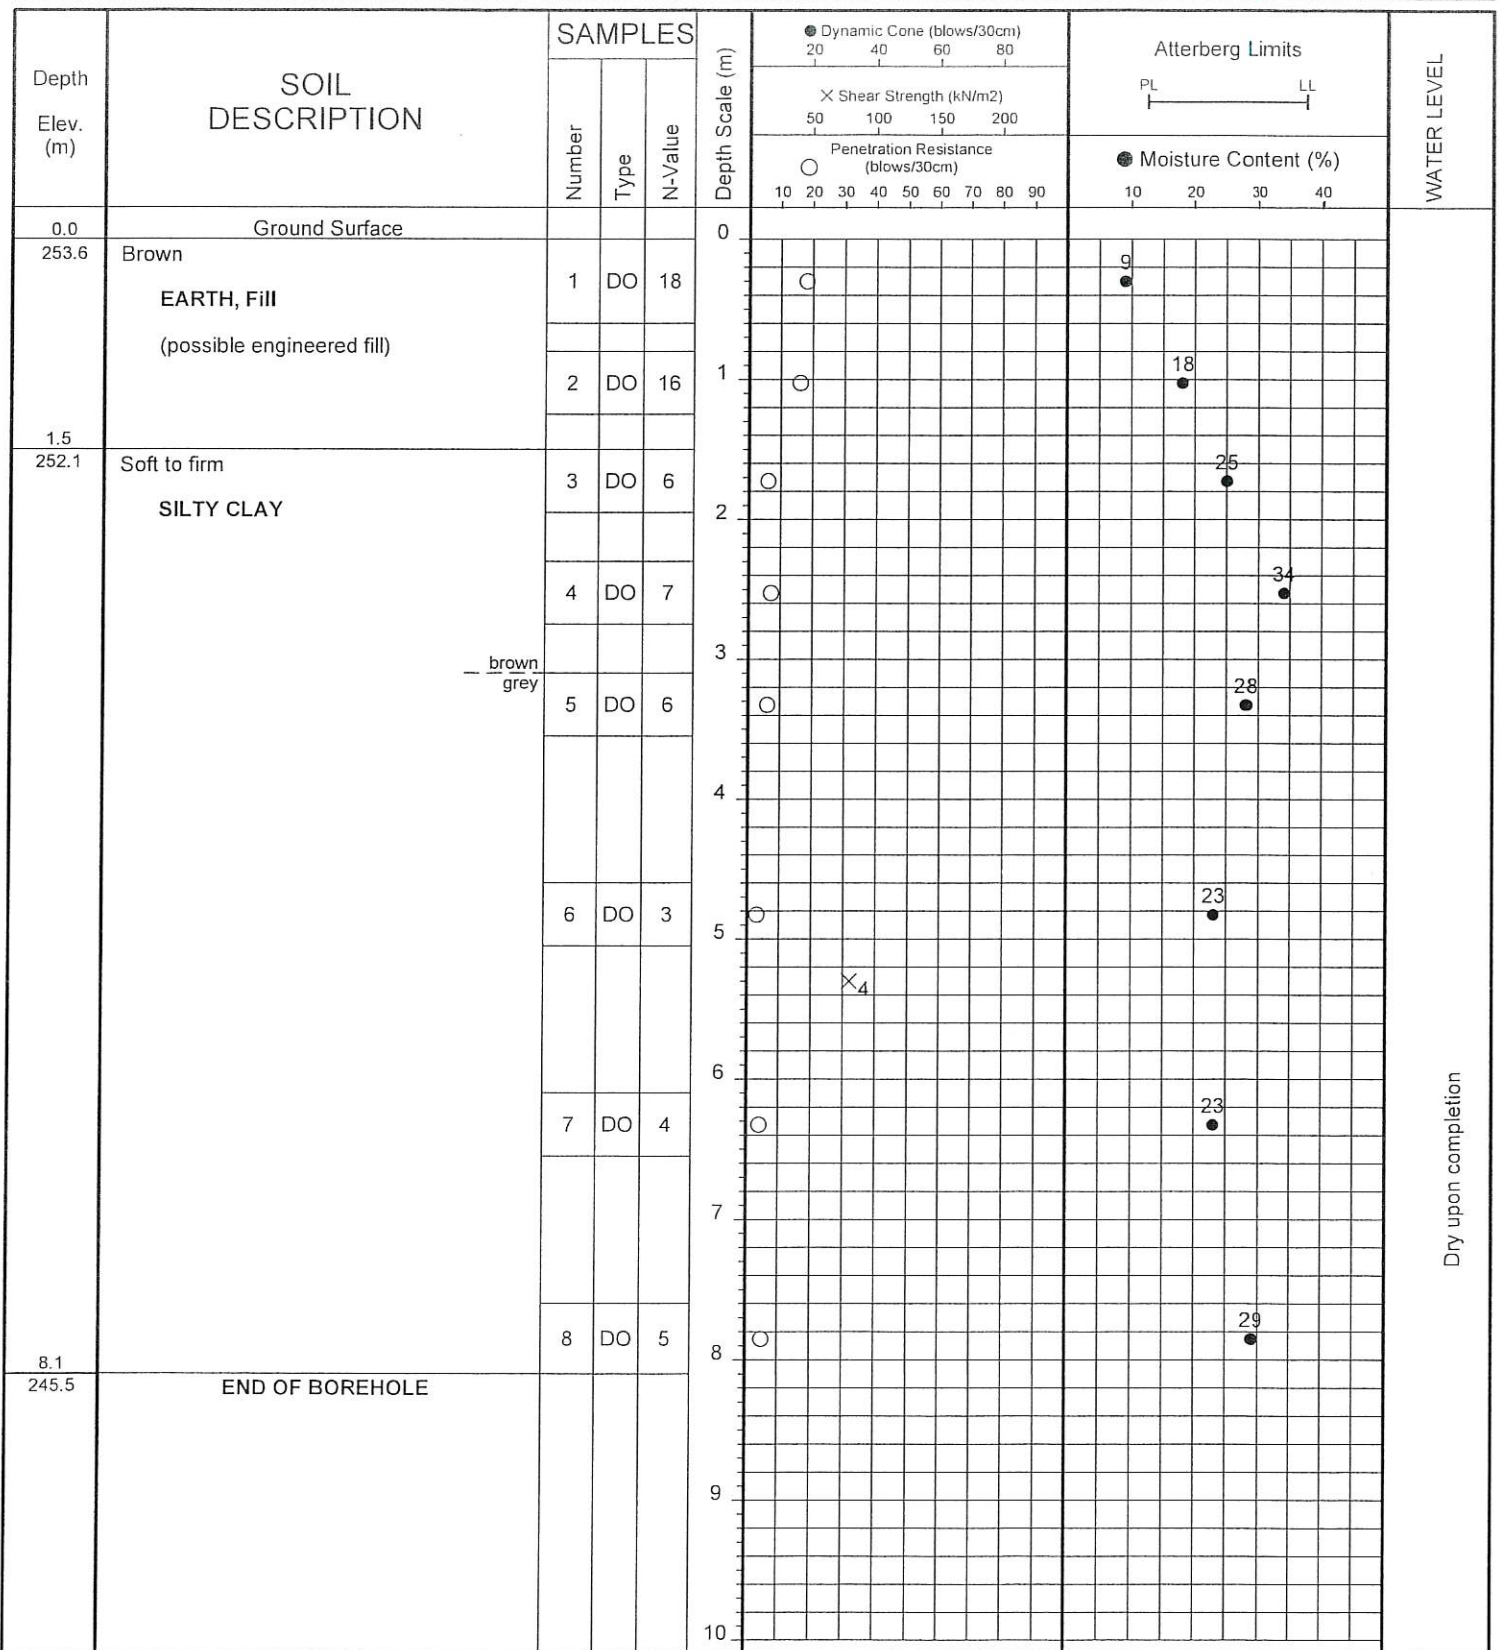 Depth
Elev.
(m)
SOIL
DESCRIPTION
SAMPLES
Number
Type
N-Value
Depth Scale (m)
Dynamic Cone (blows/30cm)
20 40 60 80
Shear Strength (kN/m2)
50 100 150 200
Penetration Resistance
(blows/30cm)
10 20 30 40 50 60 70 80 90
Atterberg Limits
PL LL
Moisture Content (%)
10 20 30 40
WATER LEVEL
0.0 Ground Surface 0
253.6 Brown
EARTH, Fill
(possible engineered fill)
1 DO 18 9
2 DO 16 1 18
1.5
252.1 Soft to firm
SILTY CLAY
3 DO 6 25
2
4 DO 7 34
3
brown
grey
5 DO 6 28
4
6 DO 3 23
5
4
6
7 DO 4 23
7
8 DO 5 29
8
8.1
245.5 END OF BOREHOLE
9
10
Dry upon completion